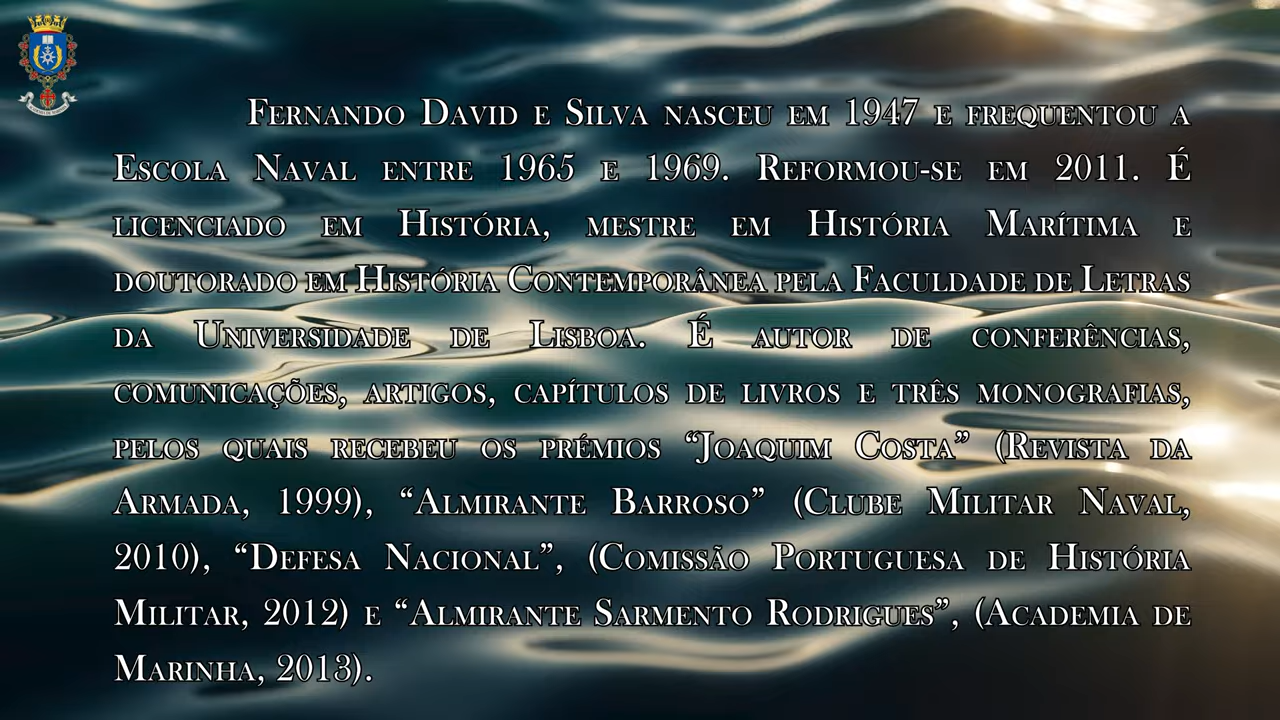 Fernando David e Silva nasceu em 1947 e frequentou a
Escola Naval entre 1965 e 1969. Reformou-se em 2011. É
licenciado em História, mestre em História Marítima e
doutorado em História Contemporânea pela Faculdade de Letras
da Universidade de Lisboa. É autor de conferências,
comunicações, artigos, capítulos de livros e três monografias,
pelos quais recebeu os prémios “Joaquim Costa” (Revista da
Armada, 1999), “Almirante Barroso” (Clube Militar Naval,
2010), “Defesa Nacional”, (Comissão Portuguesa de História
Militar, 2012) e “Almirante Sarmento Rodrigues”, (Academia de
Marinha, 2013).